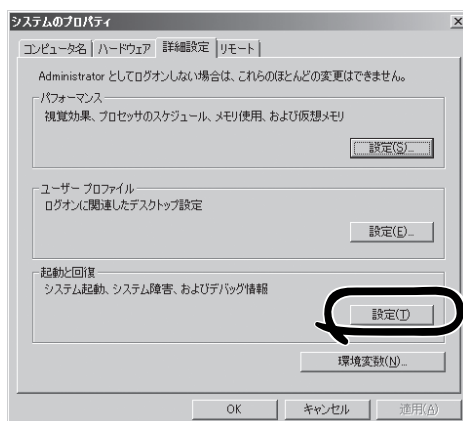 システムのプロパティ
コンピュータ名 ハードウェア 詳細設定 リモート
Administrator としてログオンしない場合は、これらのほとんどの変更はできません。
パフォーマンス
視覚効果、プロセッサのスケジュール、メモリ使用、および仮想メモリ
設定(S)...
ユーザー プロファイル
ログオンに関連したデスクトップ設定
設定(E)...
起動と回復
システム起動、システム障害、およびデバッグ情報
設定(T)
環境変数(N)...
OK キャンセル 適用(A)